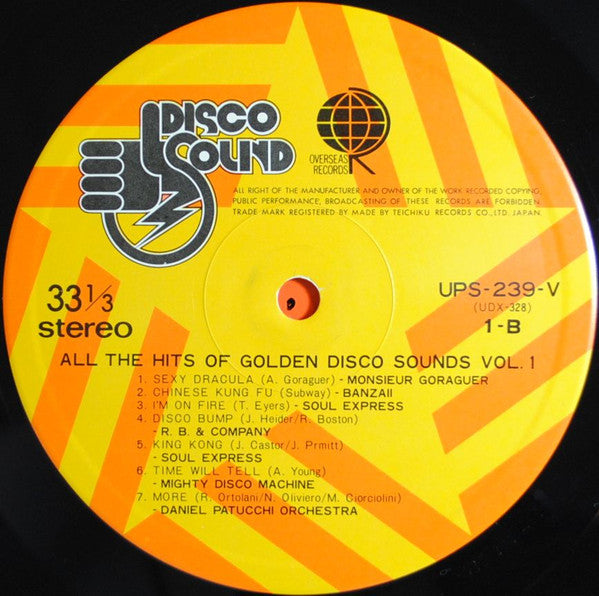 DISCO
SOUND
OVERSEAS
RECORDS
ALL RIGHT OF THE MANUFACTURER AND OWNER OF THE WORK RECORDED COPYING,
PUBLIC PERFORMANCE, BROADCASTING OF THESE RECORDS ARE FORBIDDEN.
TRADE MARK REGISTERED BY MADE BY TEICHIKU RECORDS CO., LTD. JAPAN.
33 1/3
stereo
UPS-239-V
(UDX-328)
1-B
ALL THE HITS OF GOLDEN DISCO SOUNDS VOL. 1
1. SEXY DRACULA (A. Goraguer) - MONSIEUR GORAGUER
2. CHINESE KUNG FU (Subway) - BANZAII
3. I'M ON FIRE (T. Eyers) - SOUL EXPRESS
4. DISCO BUMP (J. Heider/R. Boston)
- R. B. & COMPANY
5. KING KONG (J. Castor/J. Prmitt)
- SOUL EXPRESS
6. TIME WILL TELL (A. Young)
- MIGHTY DISCO MACHINE
7. MORE (R. Ortolani/N. Oliviero/M. Ciorciolini)
- DANIEL PATUCCHI ORCHESTRA